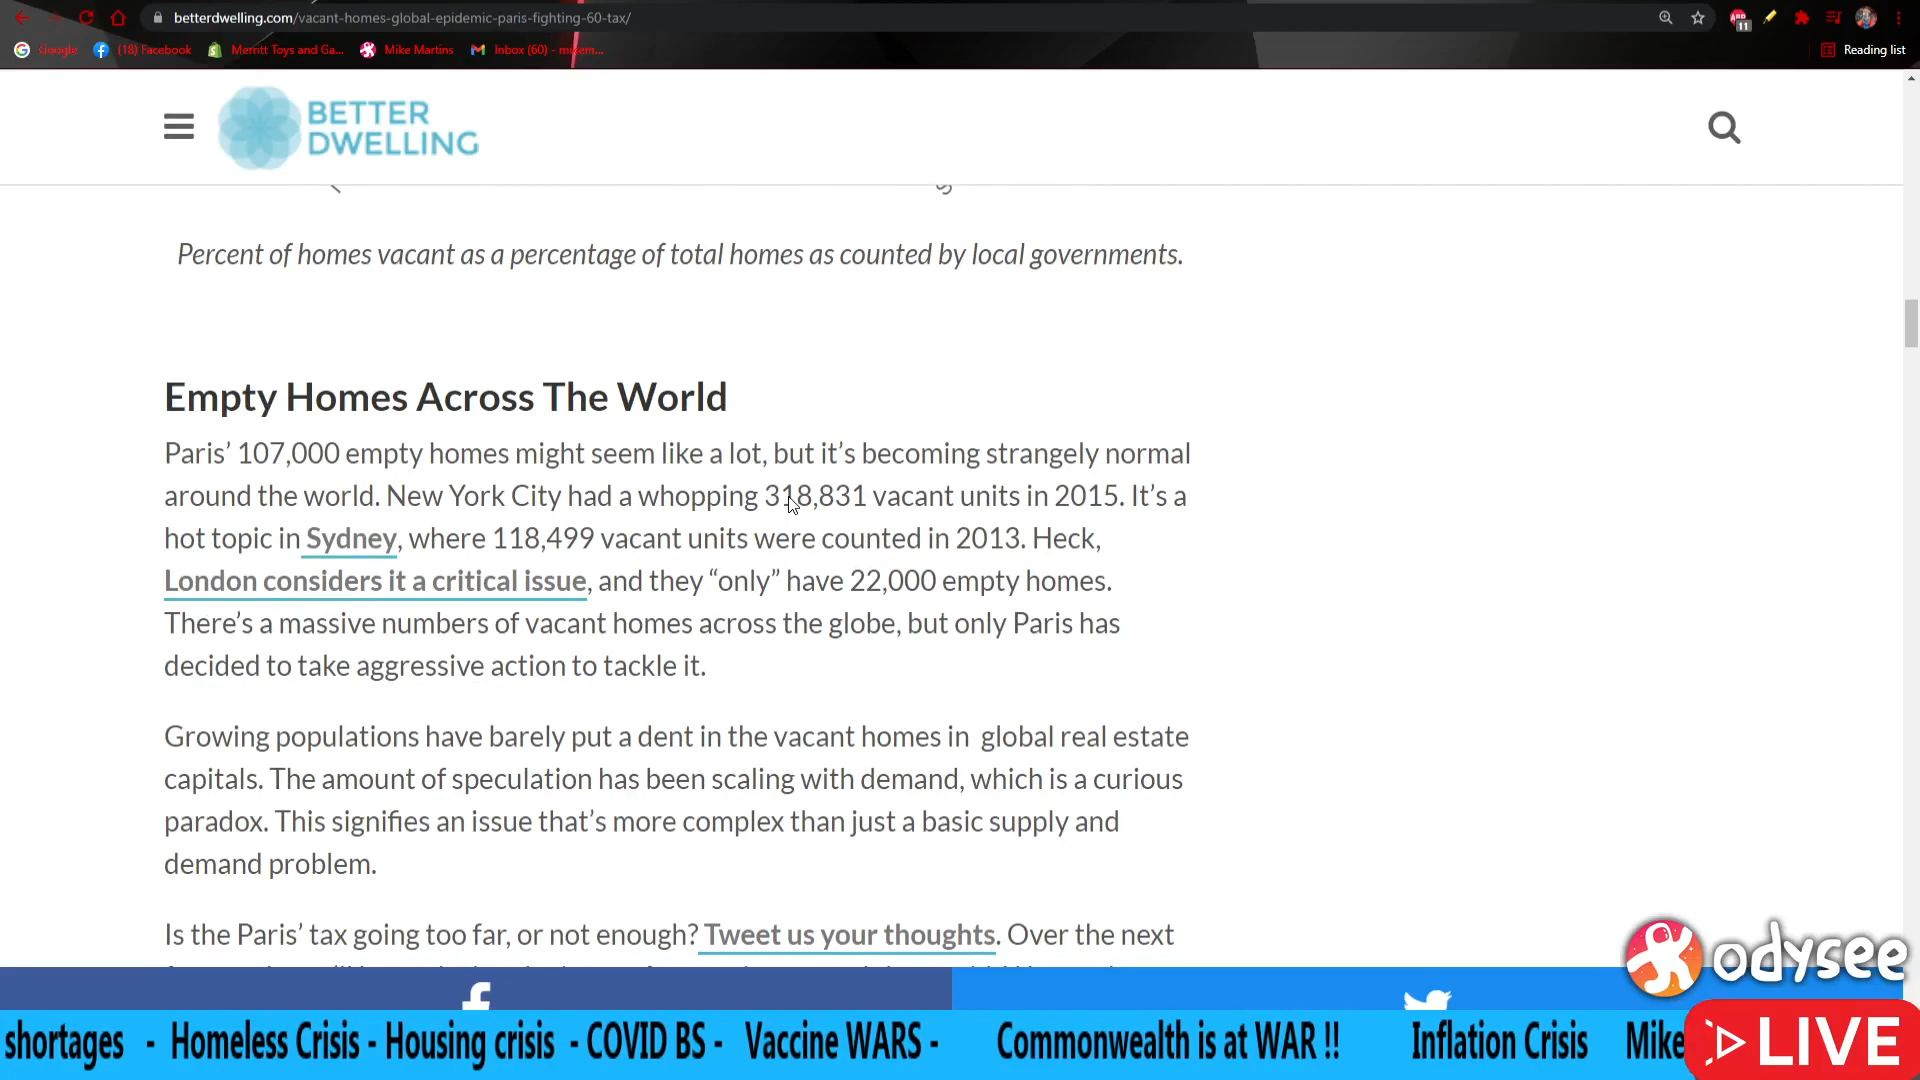 betterdwelling.com/vacant-homes-global-epidemic-paris-fighting-60-tax/
11
Google
(18) Facebook
Merritt Toys and Ga...
Mike Martins
Inbox (60) -
Reading list
BETTER
DWELLING
Percent of homes vacant as a percentage of total homes as counted by local governments.
Empty Homes Across The World
Paris’ 107,000 empty homes might seem like a lot, but it’s becoming strangely normal
around the world. New York City had a whopping 318,831 vacant units in 2015. It’s a
hot topic in Sydney, where 118,499 vacant units were counted in 2013. Heck,
London considers it a critical issue, and they “only” have 22,000 empty homes.
There’s a massive numbers of vacant homes across the globe, but only Paris has
decided to take aggressive action to tackle it.
Growing populations have barely put a dent in the vacant homes in global real estate
capitals. The amount of speculation has been scaling with demand, which is a curious
paradox. This signifies an issue that’s more complex than just a basic supply and
demand problem.
Is the Paris’ tax going too far, or not enough? Tweet us your thoughts. Over the next
odysee
shortages - Homeless Crisis - Housing crisis - COVID BS - Vaccine WARS - Commonwealth is at WAR !! Inflation Crisis Mike
LIVE